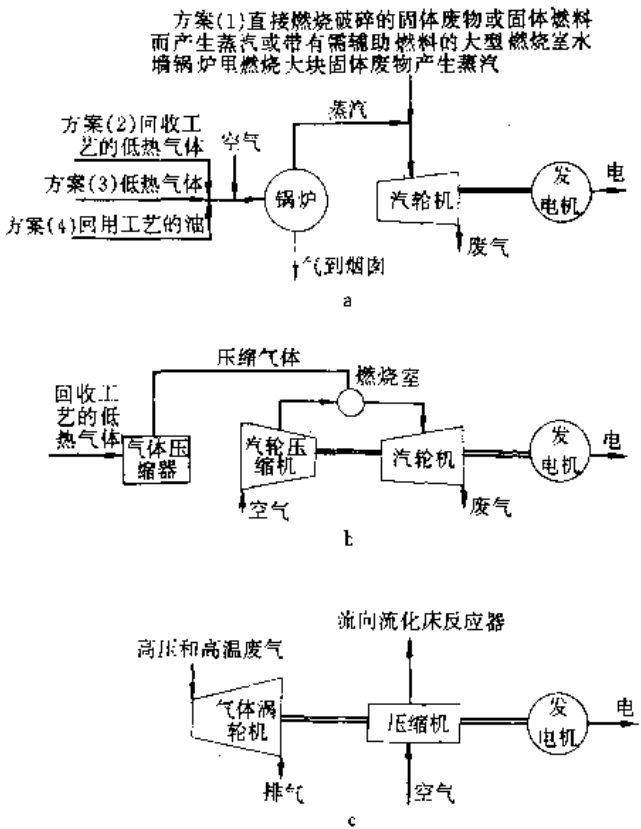 方案(1)直接燃烧破碎的固体废物或固体燃料
而产生蒸汽或带有需辅助燃料的大型燃烧室水
墙锅炉里燃烧大块固体废物产生蒸汽
蒸汽
方案(2)回收工
艺的低热气体
空气
方案(3)低热气体
方案(4)回用工艺的油
锅炉
汽轮机
发
电机
电
废气
气到烟囱
a
压缩气体
燃烧室
回收工
艺的低
热气体
气体压
缩器
汽轮压
缩机
汽轮机
发
电机
电
空气
废气
b
流向流化床反应器
高压和高温废气
气体涡
轮机
压缩机
发
电机
电
排气
空气
c